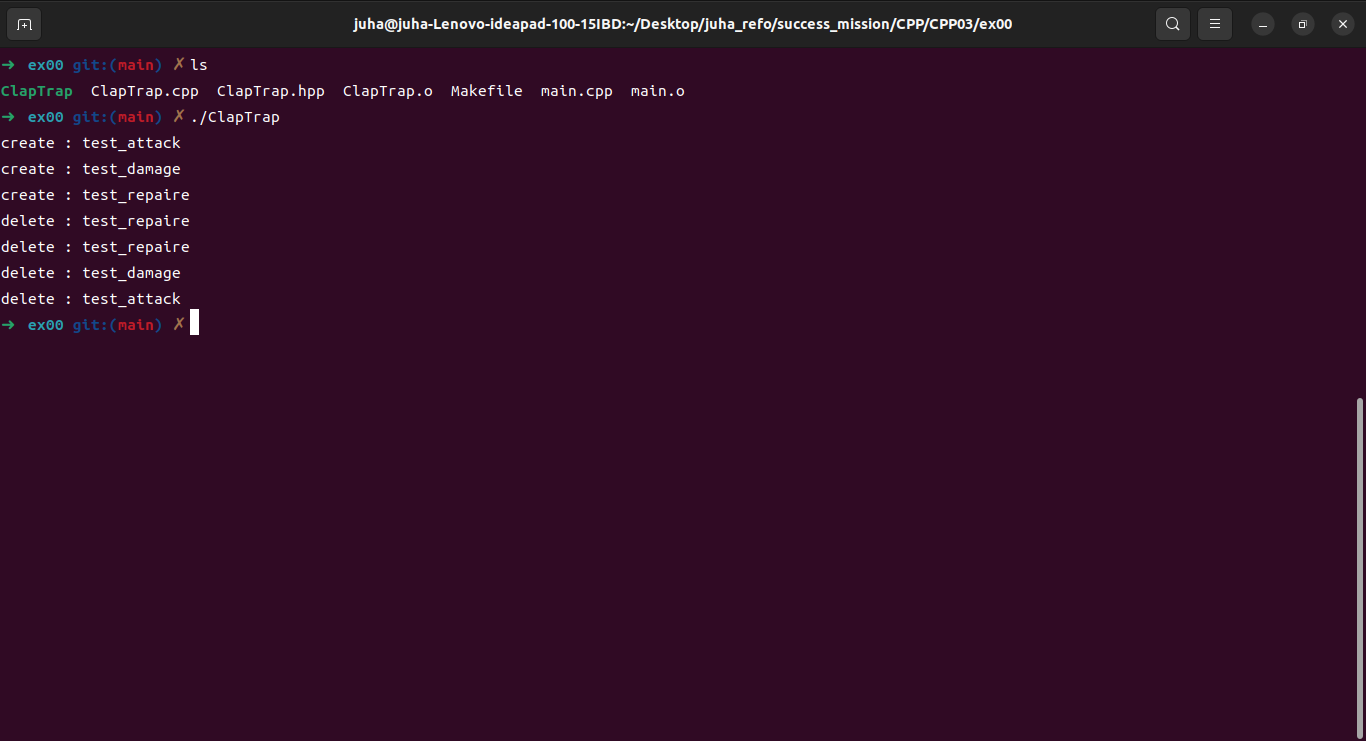 juha@juha-Lenovo-ideapad-100-15IBD:~/Desktop/juha_refo/success_mission/CPP/CPP03/ex00
➜  ex00 git:(main) ✗ ls
ClapTrap  ClapTrap.cpp  ClapTrap.hpp  ClapTrap.o  Makefile  main.cpp  main.o
➜  ex00 git:(main) ✗ ./ClapTrap
create : test_attack
create : test_damage
create : test_repaire
delete : test_repaire
delete : test_repaire
delete : test_damage
delete : test_attack
➜  ex00 git:(main) ✗